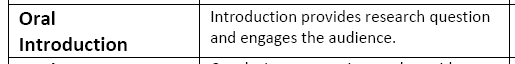 Oral
Introduction
Introduction provides research question
and engages the audience.